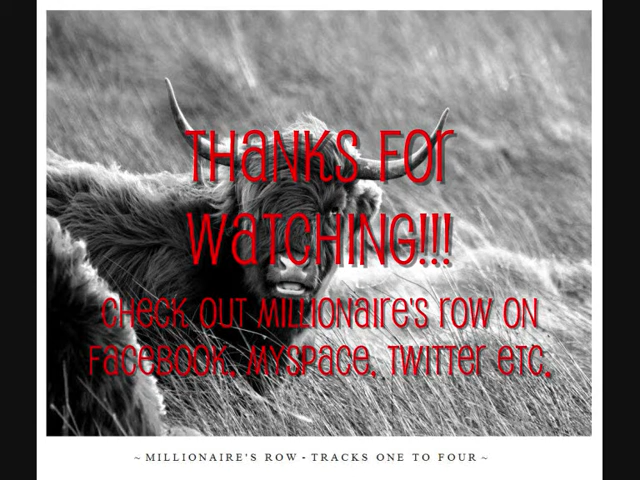 THANKS FOR
WATCHING!!!
CHECK OUT MILLIONAIRE'S ROW ON
FACEBOOK, MYSPACE, TWITTER ETC.
~ MILLIONAIRE'S ROW - TRACKS ONE TO FOUR ~